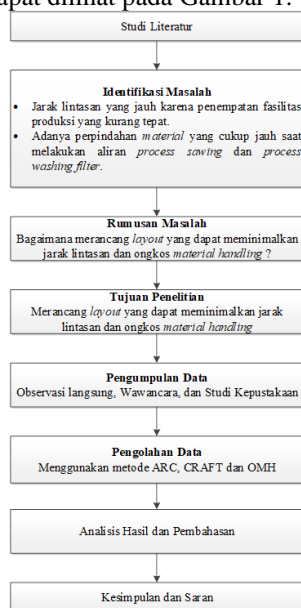 dapat dilihat pada Gambar 1.
Studi Literatur
Identifikasi Masalah
• Jarak lintasan yang jauh karena penempatan fasilitas
produksi yang kurang tepat.
• Adanya perpindahan material yang cukup jauh saat
melakukan aliran process sawing dan process
washing filter.
Rumusan Masalah
Bagaimana merancang layout yang dapat meminimalkan
jarak lintasan dan ongkos material handling ?
Tujuan Penelitian
Merancang layout yang dapat meminimalkan jarak
lintasan dan ongkos material handling
Pengumpulan Data
Observasi langsung, Wawancara, dan Studi Kepustakaan
Pengolahan Data
Menggunakan metode ARC, CRAFT dan OMH
Analisis Hasil dan Pembahasan
Kesimpulan dan Saran